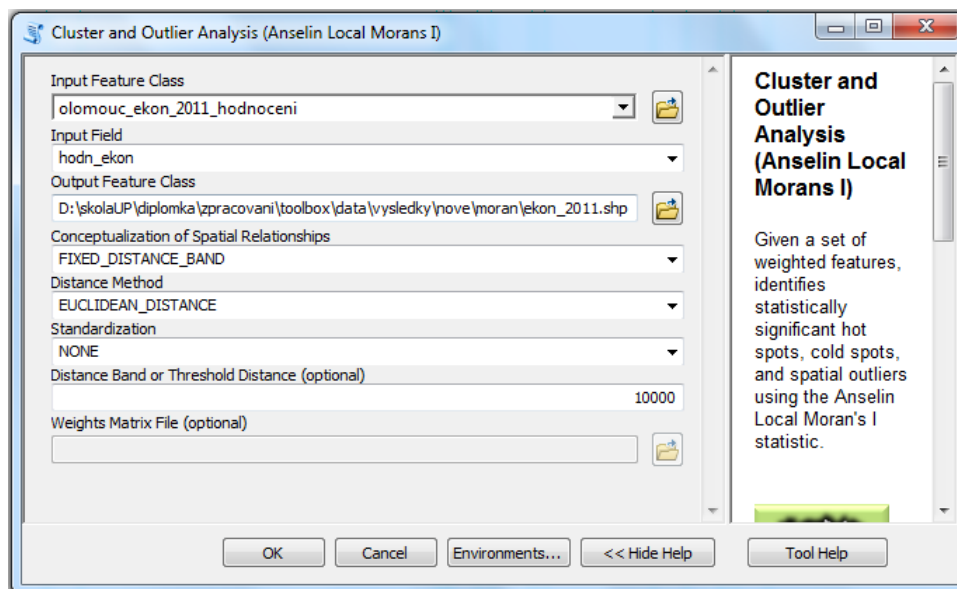 Cluster and Outlier Analysis (Anselin Local Morans I)
Input Feature Class
olomouc_ekon_2011_hodnoceni
Input Field
hodn_ekon
Output Feature Class
D:\skolaUP\diplomka\zpracovani\toolbox\data\vysledky\nove\moran\ekon_2011.shp
Conceptualization of Spatial Relationships
FIXED_DISTANCE_BAND
Distance Method
EUCLIDEAN_DISTANCE
Standardization
NONE
Distance Band or Threshold Distance (optional)
10000
Weights Matrix File (optional)
Cluster and
Outlier
Analysis
(Anselin Local
Morans I)
Given a set of
weighted features,
identifies
statistically
significant hot
spots, cold spots,
and spatial outliers
using the Anselin
Local Moran's I
statistic.
OK
Cancel
Environments...
<< Hide Help
Tool Help